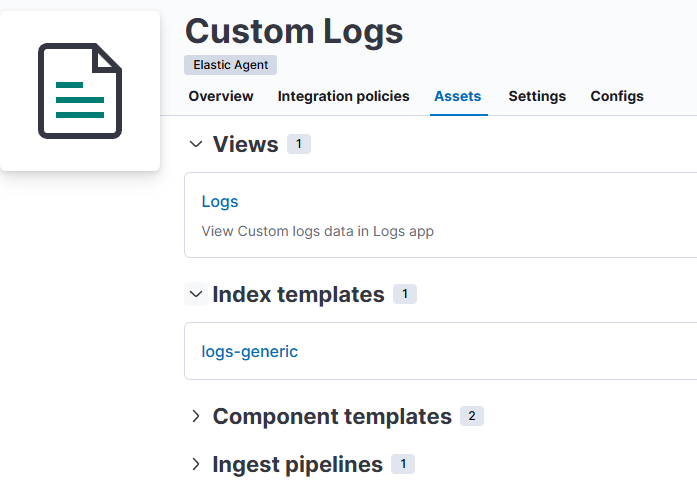 Custom Logs
Elastic Agent
Overview Integration policies Assets Settings Configs
Views 1
Logs
View Custom logs data in Logs app
Index templates 1
logs-generic
Component templates 2
Ingest pipelines 1